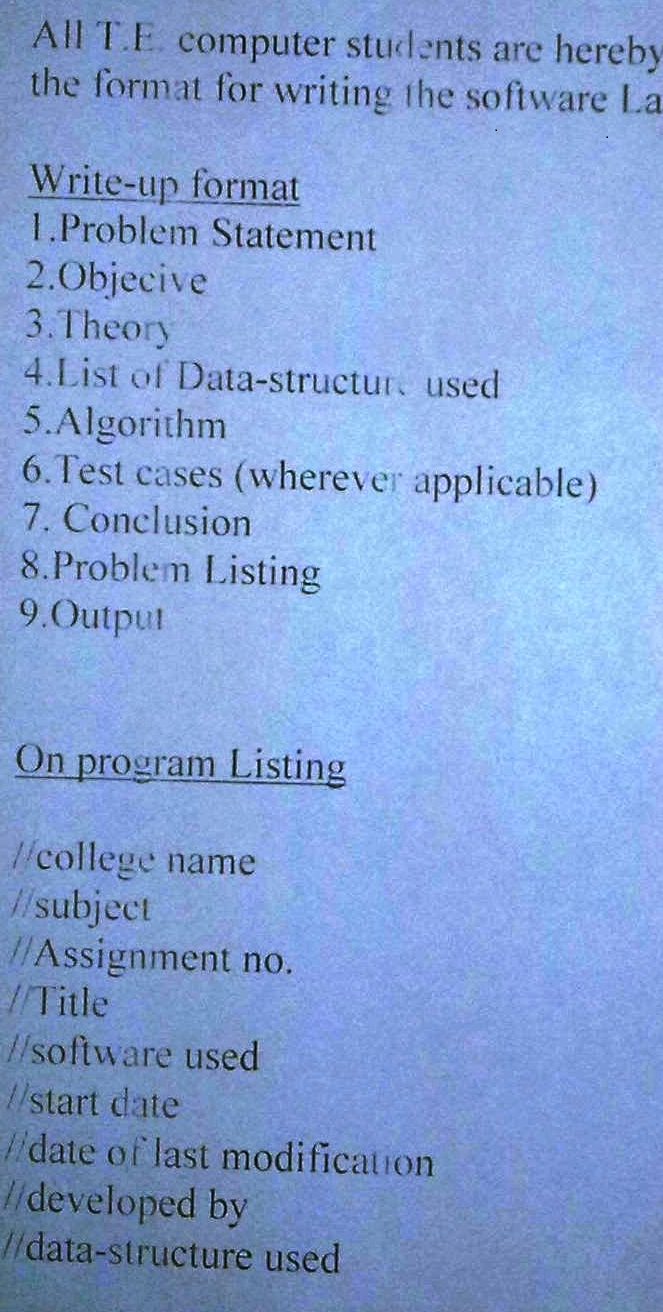 All T.E. computer students are hereby
the format for writing the software La
Write-up format
1.Problem Statement
2.Objecive
3.Theory
4.List of Data-structure used
5.Algorithm
6.Test cases (wherever applicable)
7. Conclusion
8.Problem Listing
9.Output
On program Listing
//college name
//subject
//Assignment no.
//Title
//software used
//start date
//date of last modification
//developed by
//data-structure used